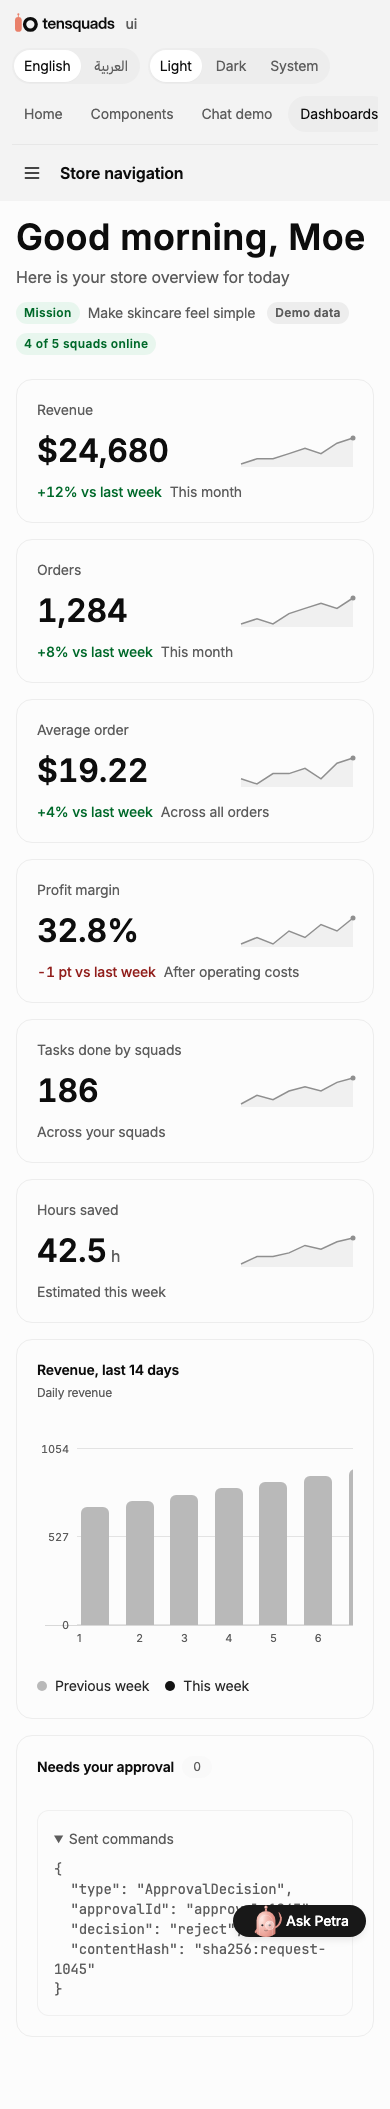 tensquads ui
English العربية Light Dark System
Home Components Chat demo Dashboards
Store navigation
Good morning, Moe
Here is your store overview for today
Mission Make skincare feel simple Demo data
4 of 5 squads online
Revenue
$24,680
+12% vs last week This month
Orders
1,284
+8% vs last week This month
Average order
$19.22
+4% vs last week Across all orders
Profit margin
32.8%
-1 pt vs last week After operating costs
Tasks done by squads
186
Across your squads
Hours saved
42.5 h
Estimated this week
Revenue, last 14 days
Daily revenue
1054
527
0
1 2 3 4 5 6
Previous week This week
Needs your approval 0
▼ Sent commands
{
"type": "ApprovalDecision",
"approvalId":
"decision": "reject"
Ask Petra
"contentHash": "sha256:request-
1045"
}